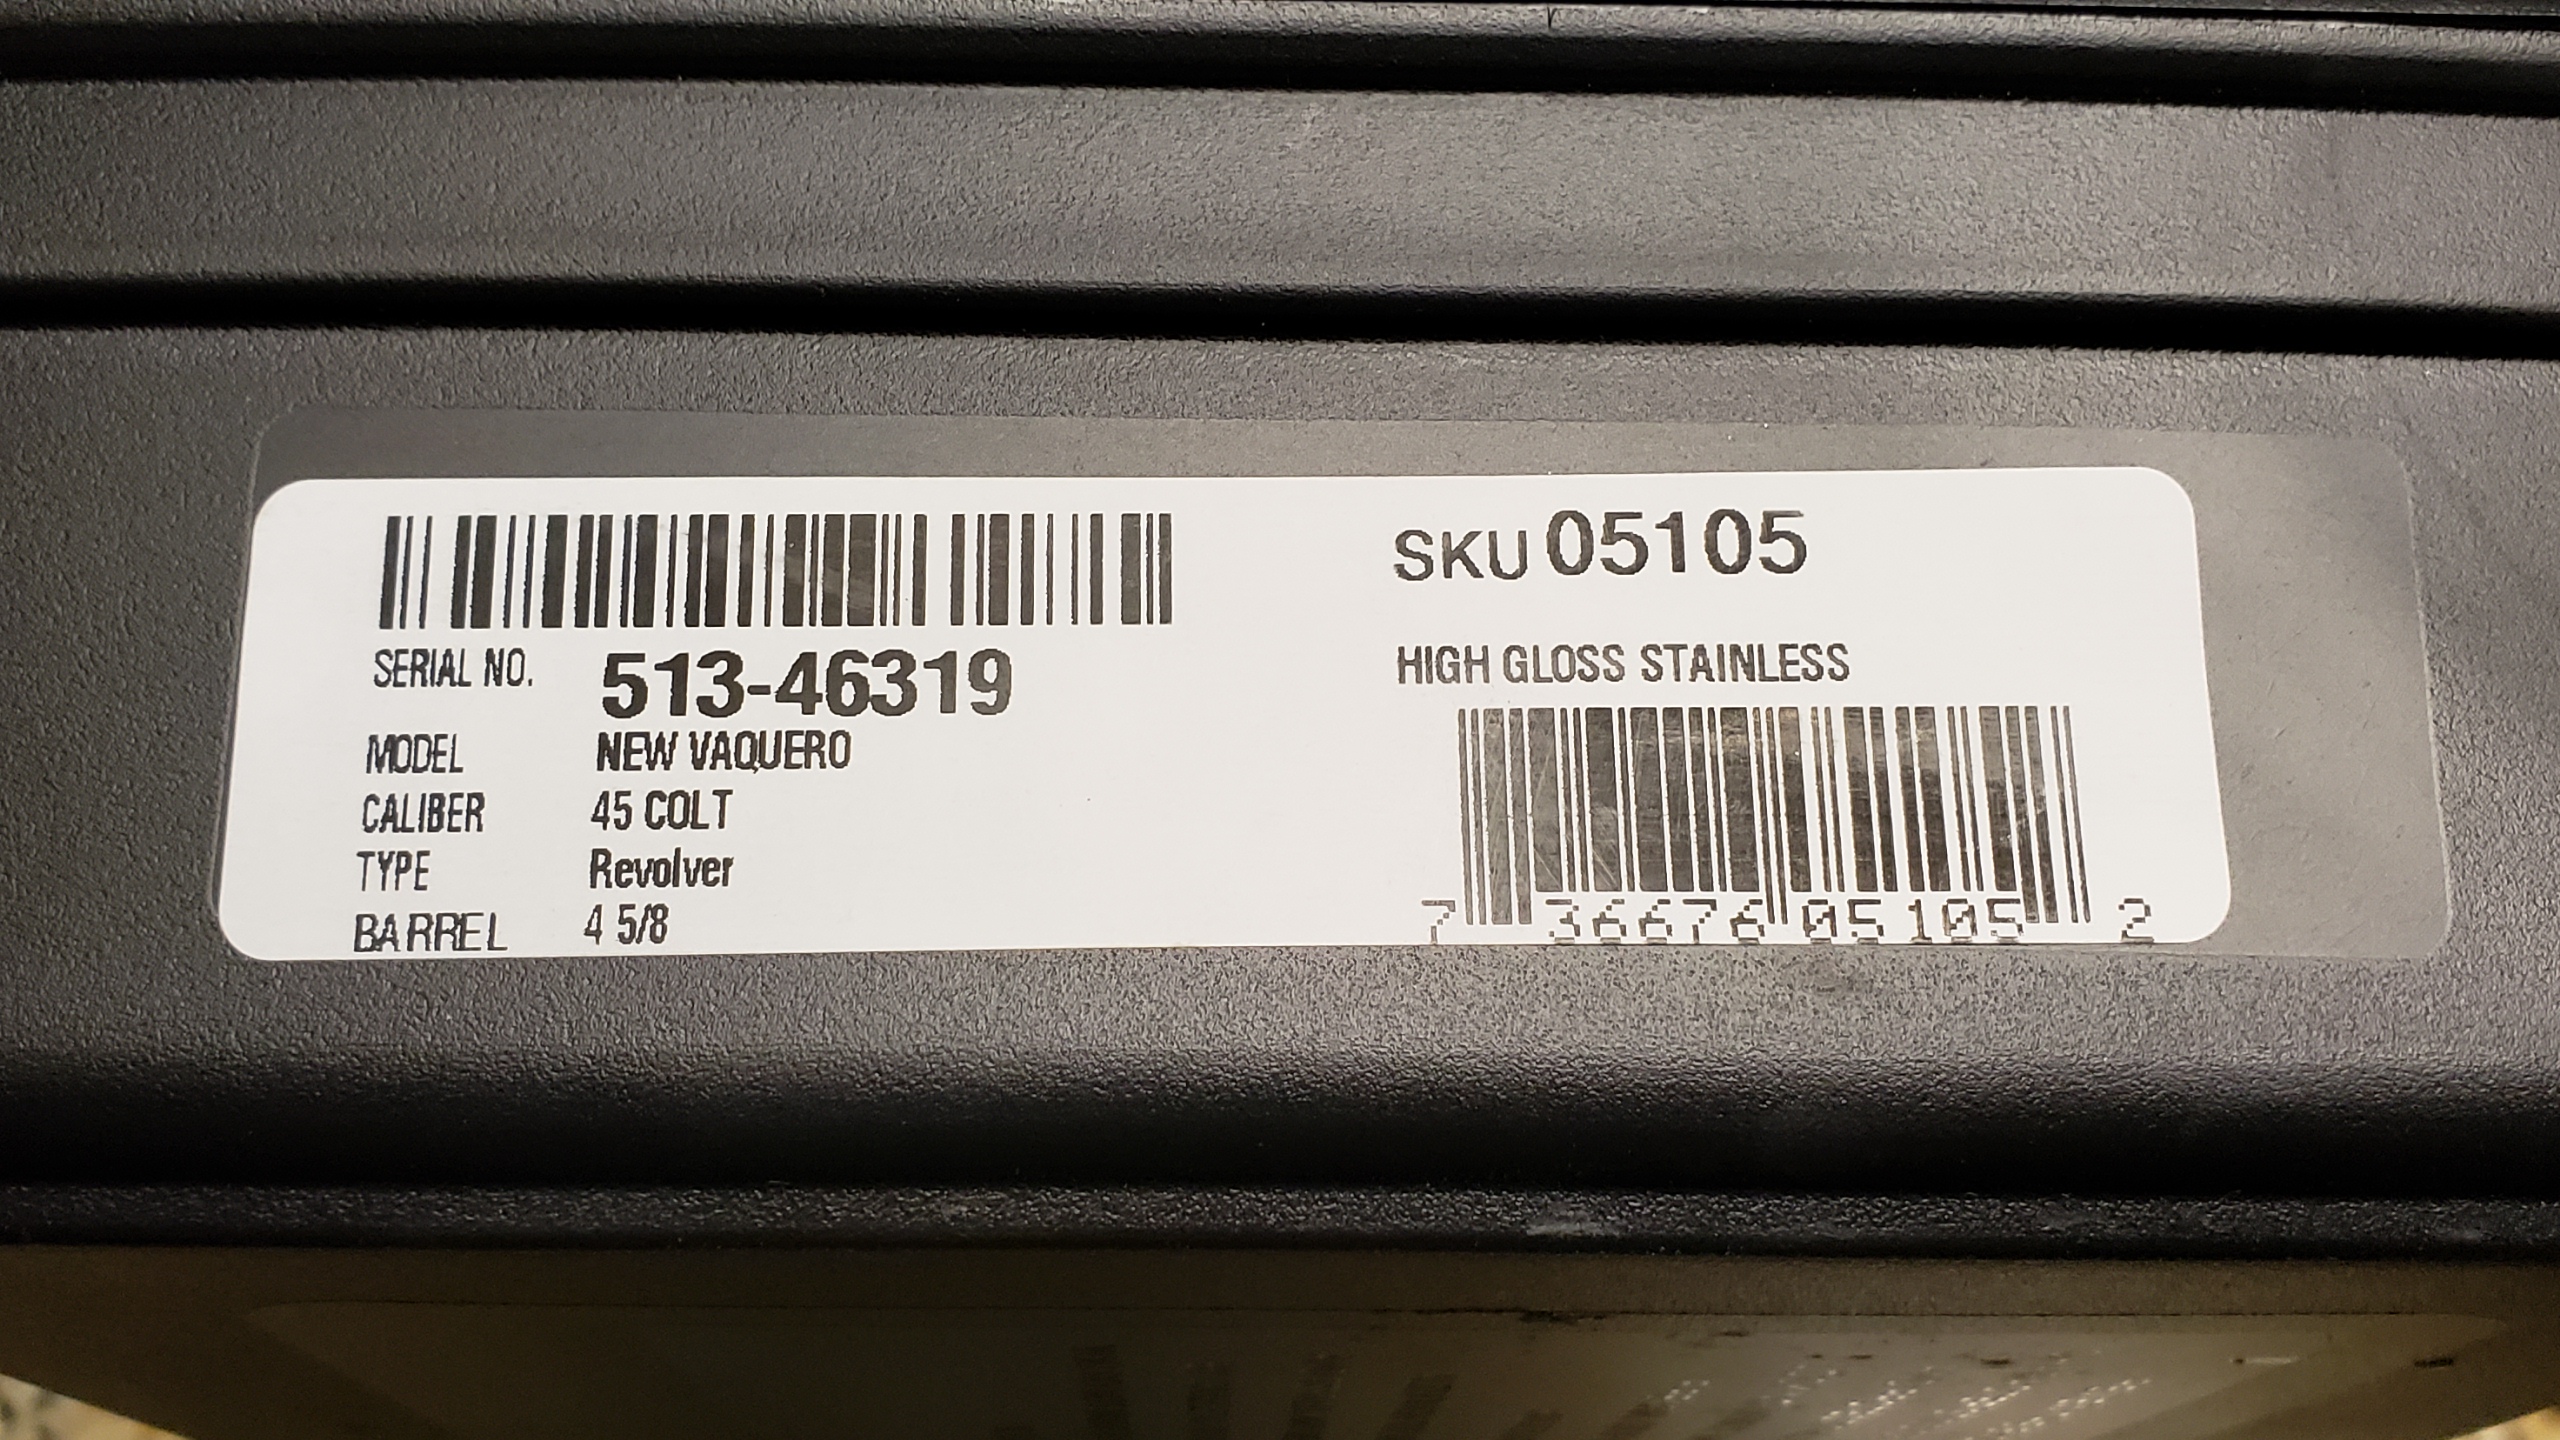 SERIAL NO. 513-46319
MODEL NEW VAQUERO
CALIBER 45 COLT
TYPE Revolver
BARREL 4 5/8
SKU 05105
HIGH GLOSS STAINLESS
7 36676 05105 2